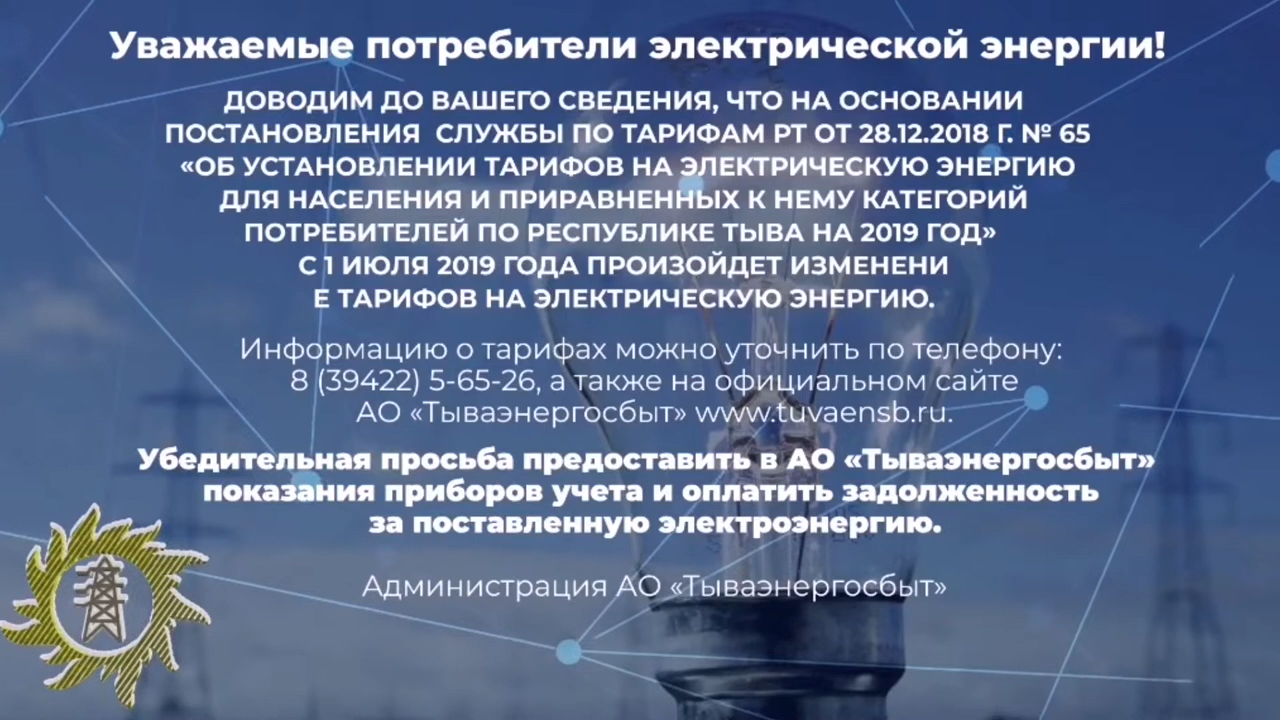 Уважаемые потребители электрической энергии!
ДОВОДИМ ДО ВАШЕГО СВЕДЕНИЯ, ЧТО НА ОСНОВАНИИ
ПОСТАНОВЛЕНИЯ СЛУЖБЫ ПО ТАРИФАМ РТ ОТ 28.12.2018 Г. № 65
«ОБ УСТАНОВЛЕНИИ ТАРИФОВ НА ЭЛЕКТРИЧЕСКУЮ ЭНЕРГИЮ
ДЛЯ НАСЕЛЕНИЯ И ПРИРАВНЕННЫХ К НЕМУ КАТЕГОРИЙ
ПОТРЕБИТЕЛЕЙ ПО РЕСПУБЛИКЕ ТЫВА НА 2019 ГОД»
С 1 ИЮЛЯ 2019 ГОДА ПРОИЗОЙДЕТ ИЗМЕНЕНИ
Е ТАРИФОВ НА ЭЛЕКТРИЧЕСКУЮ ЭНЕРГИЮ.
Информацию о тарифах можно уточнить по телефону:
8 (39422) 5-65-26, а также на официальном сайте
АО «Тываэнергосбыт» www.tuvaensb.ru.
Убедительная просьба предоставить в АО «Тываэнергосбыт»
показания приборов учета и оплатить задолженность
за поставленную электроэнергию.
Администрация АО «Тываэнергосбыт»